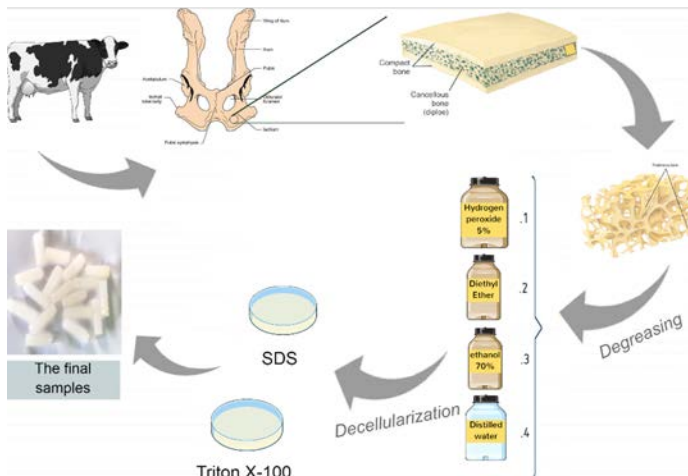 Wing of ilium
Ilium
Pubis
Acetabulum
Ischial
tuberosity
Obturator
foramen
Ischium
Pubic symphysis
Compact
bone
Cancellous
bone
(diploe)
Trabeculae
Hydrogen
peroxide
5%
.1
Diethyl
Ether
.2
ethanol
70%
.3
Distilled
water
.4
Degreasing
Decellularization
SDS
Triton X-100
The final
samples